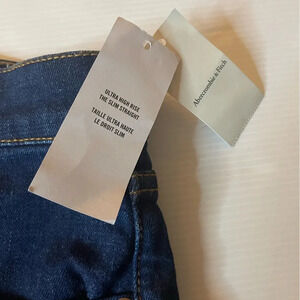 ULTRA HIGH RISE
THE SLIM STRAIGHT
TAILLE ULTRA HAUTE
LE DROIT SLIM
Abercrombie & Fitch